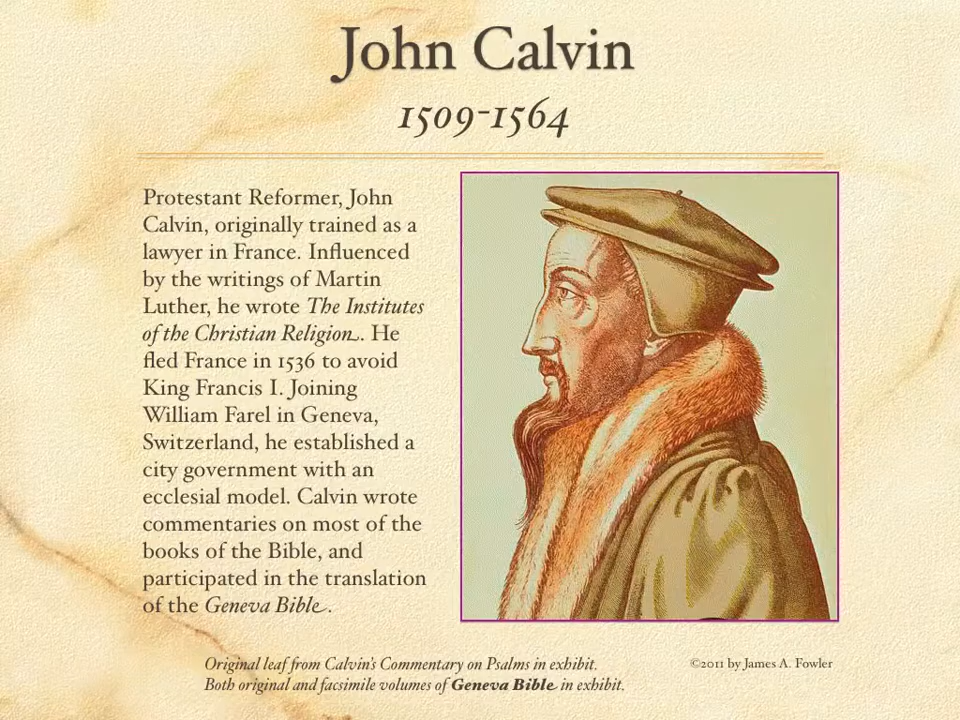 John Calvin
1509-1564
Protestant Reformer, John
Calvin, originally trained as a
lawyer in France. Influenced
by the writings of Martin
Luther, he wrote The Institutes
of the Christian Religion. He
fled France in 1536 to avoid
King Francis I. Joining
William Farel in Geneva,
Switzerland, he established a
city government with an
ecclesial model. Calvin wrote
commentaries on most of the
books of the Bible, and
participated in the translation
of the Geneva Bible.
Original leaf from Calvin's Commentary on Psalms in exhibit.
Both original and facsimile volumes of Geneva Bible in exhibit.
©2011 by James A. Fowler